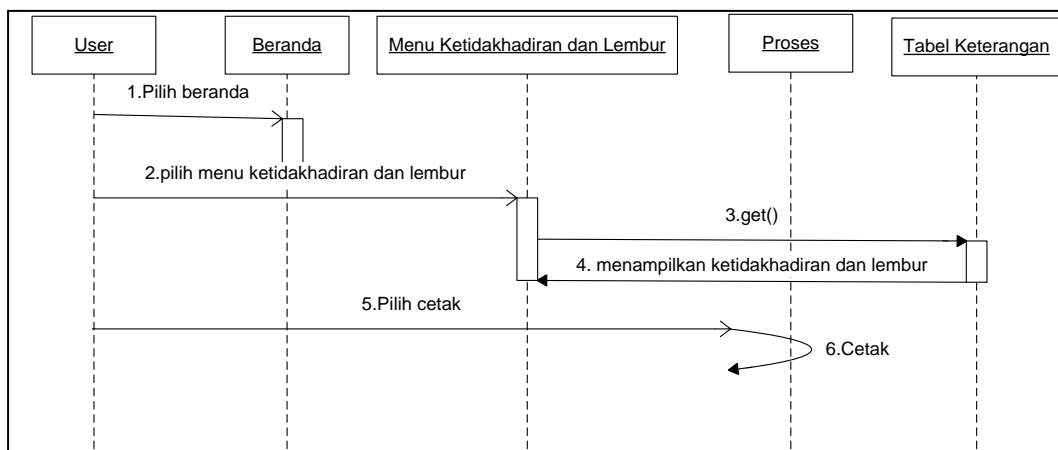 User
Beranda
Menu Ketidakhadiran dan Lembur
Proses
Tabel Keterangan
1.Pilih beranda
2.pilih menu ketidakhadiran dan lembur
3.get()
4. menampilkan ketidakhadiran dan lembur
5.Pilih cetak
6.Cetak